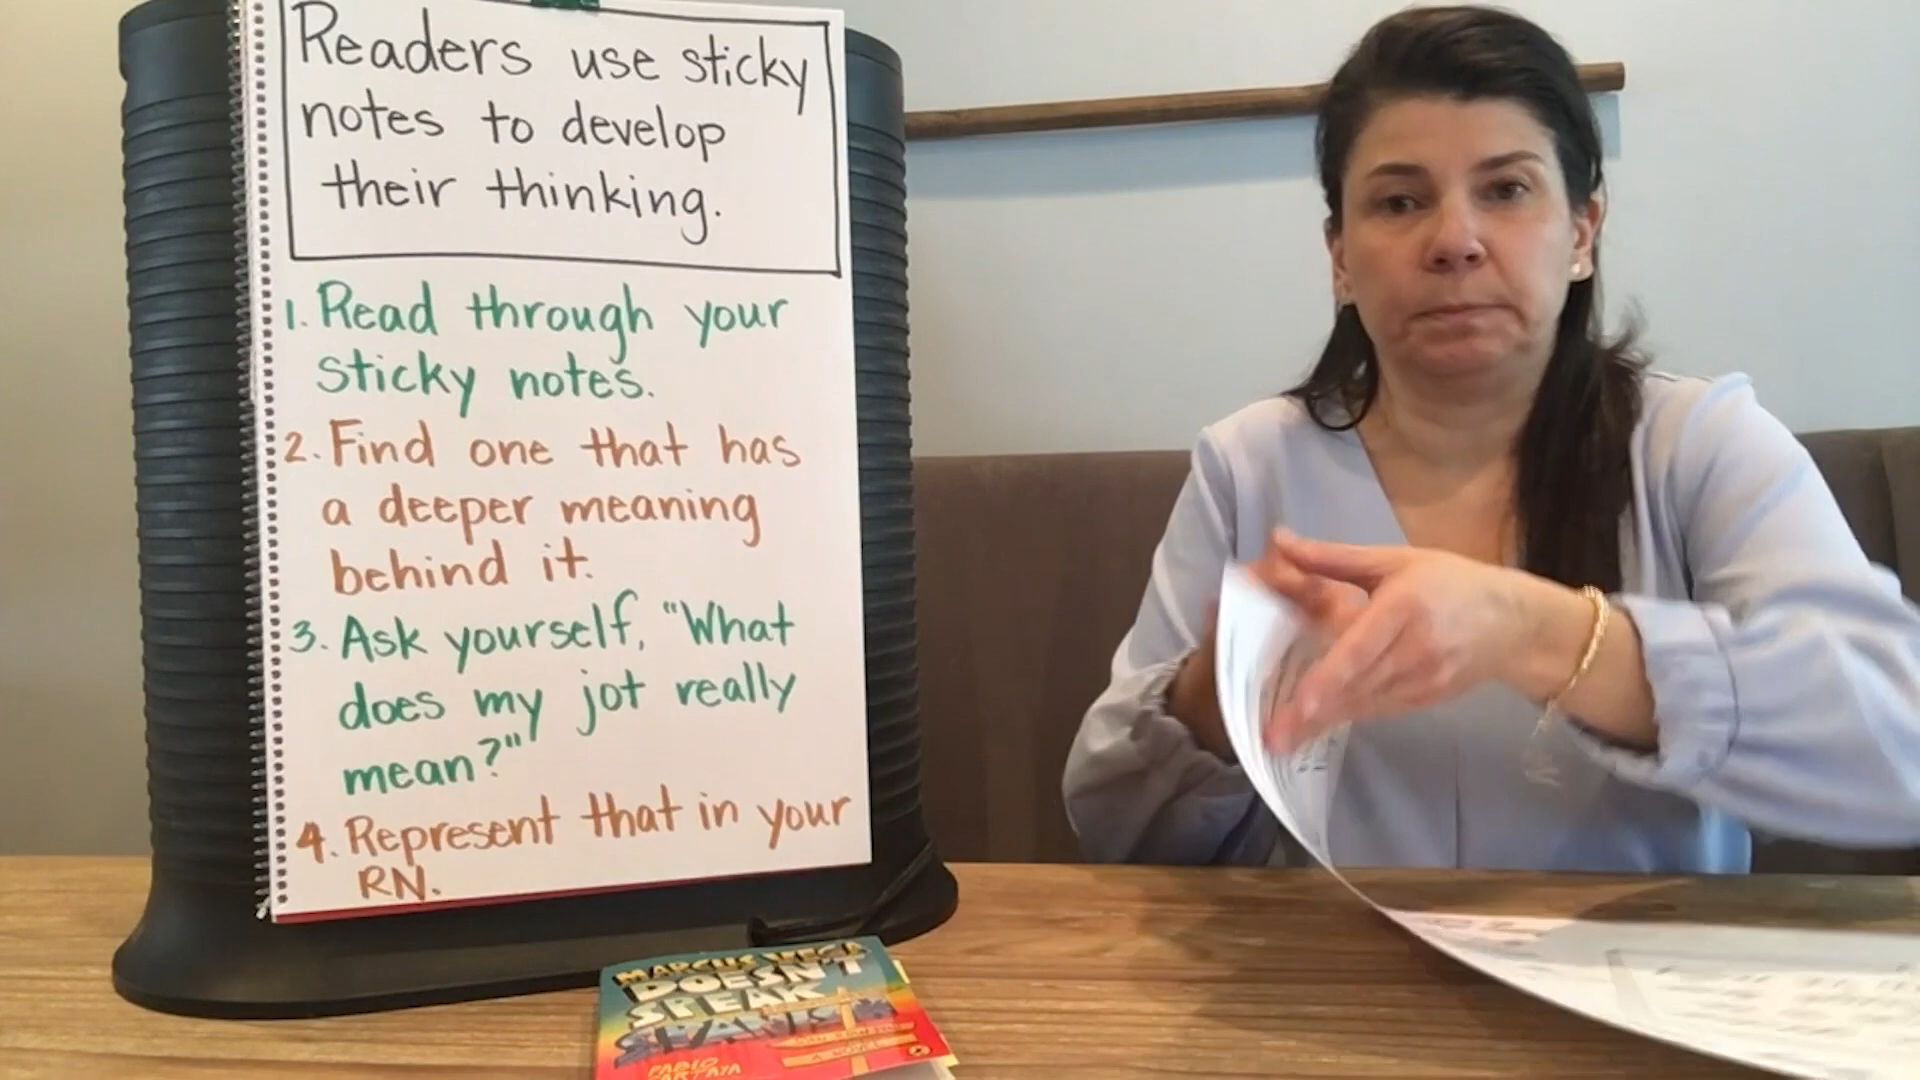 Readers use sticky
notes to develop
their thinking.
1. Read through your
sticky notes.
2. Find one that has
a deeper meaning
behind it.
3. Ask yourself, "What
does my jot really
mean?"
4. Represent that in your
RN.
MARCUS VEGA
DOESN'T
SPEAK
SPANISH
A NOVEL
PABLO
CARTAYA